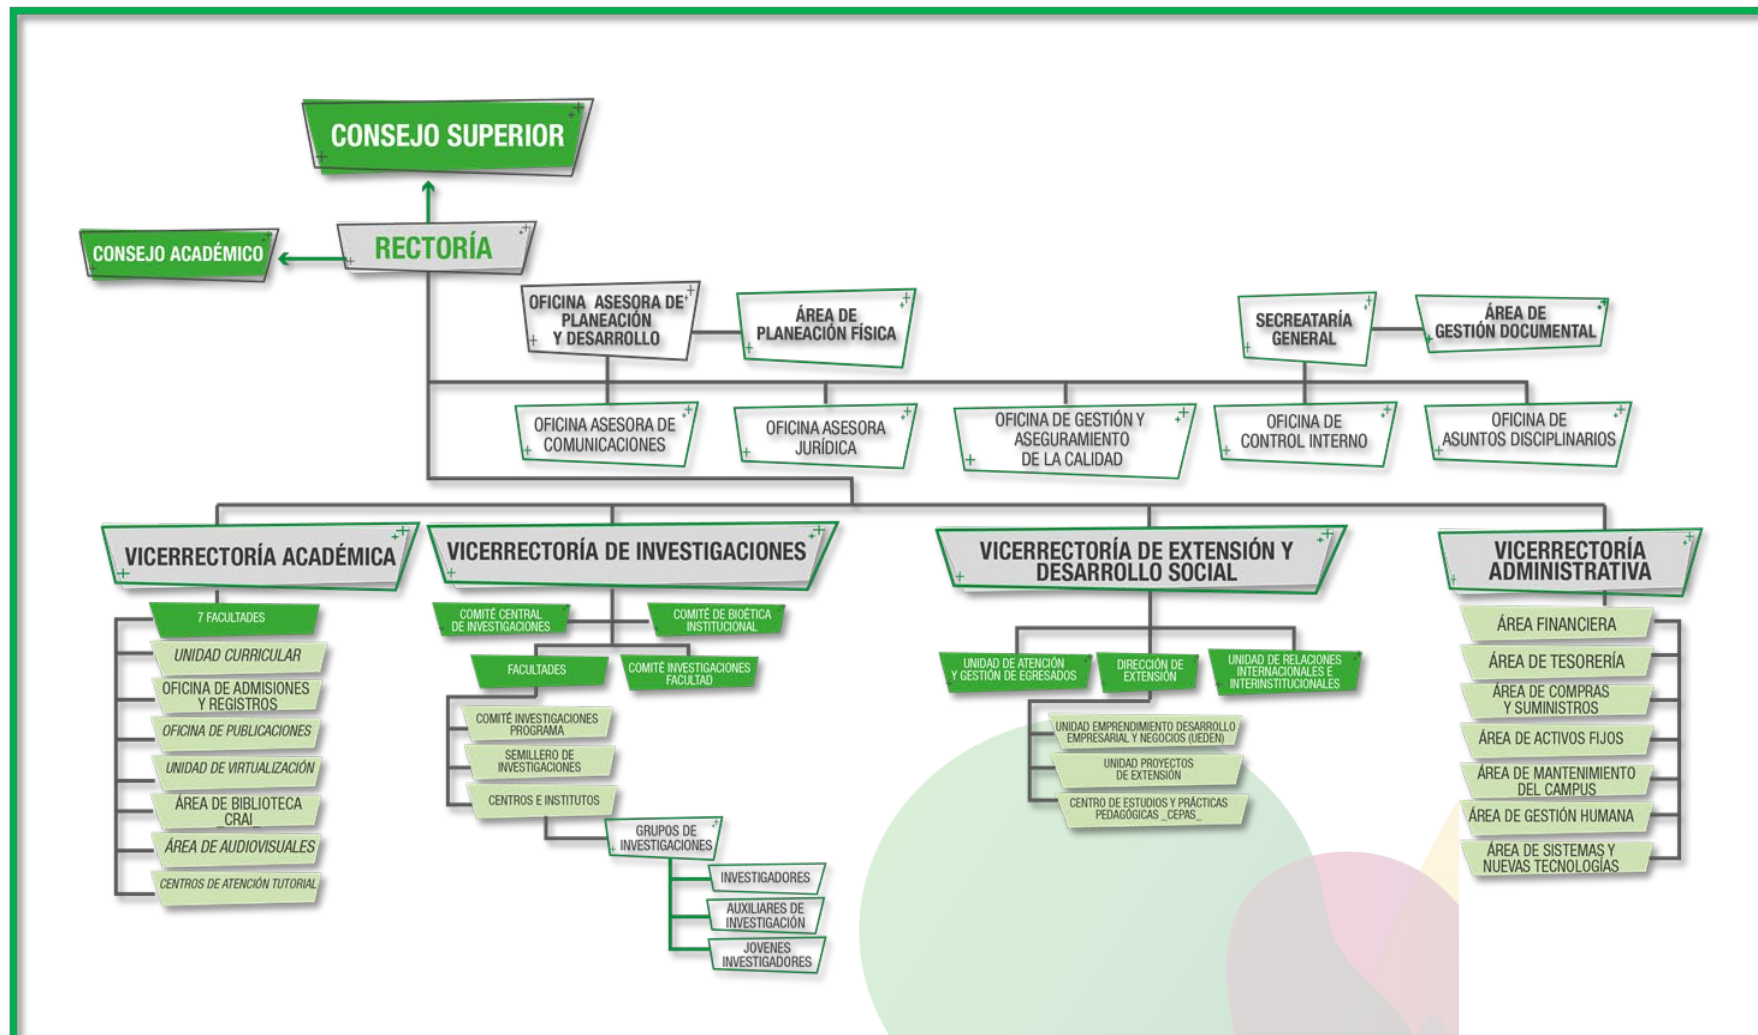 CONSEJO SUPERIOR
CONSEJO ACADÉMICO
RECTORÍA
OFICINA ASESORA DE
PLANEACIÓN
Y DESARROLLO
ÁREA DE
PLANEACIÓN FÍSICA
SECREATARÍA
GENERAL
ÁREA DE
GESTIÓN DOCUMENTAL
OFICINA ASESORA DE
COMUNICACIONES
OFICINA ASESORA
JURÍDICA
OFICINA DE GESTIÓN Y
ASEGURAMIENTO
DE LA CALIDAD
OFICINA DE
CONTROL INTERNO
OFICINA DE
ASUNTOS DISCIPLINARIOS
VICERRECTORÍA ACADÉMICA
7 FACULTADES
UNIDAD CURRICULAR
OFICINA DE ADMISIONES
Y REGISTROS
OFICINA DE PUBLICACIONES
UNIDAD DE VIRTUALIZACIÓN
ÁREA DE BIBLIOTECA
_CRAI_
ÁREA DE AUDIOVISUALES
CENTROS DE ATENCIÓN TUTORIAL
VICERRECTORÍA DE INVESTIGACIONES
COMITÉ CENTRAL
DE INVESTIGACIONES
COMITÉ DE BIOÉTICA
INSTITUCIONAL
FACULTADES
COMITÉ INVESTIGACIONES
FACULTAD
COMITÉ INVESTIGACIONES
PROGRAMA
SEMILLERO DE
INVESTIGACIONES
CENTROS E INSTITUTOS
GRUPOS DE
INVESTIGACIONES
INVESTIGADORES
AUXILIARES DE
INVESTIGACIÓN
JOVENES
INVESTIGADORES
VICERRECTORÍA DE EXTENSIÓN Y
DESARROLLO SOCIAL
UNIDAD DE ATENCIÓN
Y GESTIÓN DE EGRESADOS
DIRECCIÓN DE
EXTENSIÓN
UNIDAD DE RELACIONES
INTERNACIONALES E
INTERINSTITUCIONALES
UNIDAD EMPRENDIMIENTO DESARROLLO
EMPRESARIAL Y NEGOCIOS (UEDEN)
UNIDAD PROYECTOS
DE EXTENSIÓN
CENTRO DE ESTUDIOS Y PRÁCTICAS
PEDAGÓGICAS _CEPAS_
VICERRECTORÍA
ADMINISTRATIVA
ÁREA FINANCIERA
ÁREA DE TESORERÍA
ÁREA DE COMPRAS
Y SUMINISTROS
ÁREA DE ACTIVOS FIJOS
ÁREA DE MANTENIMIENTO
DEL CAMPUS
ÁREA DE GESTIÓN HUMANA
ÁREA DE SISTEMAS Y
NUEVAS TECNOLOGÍAS